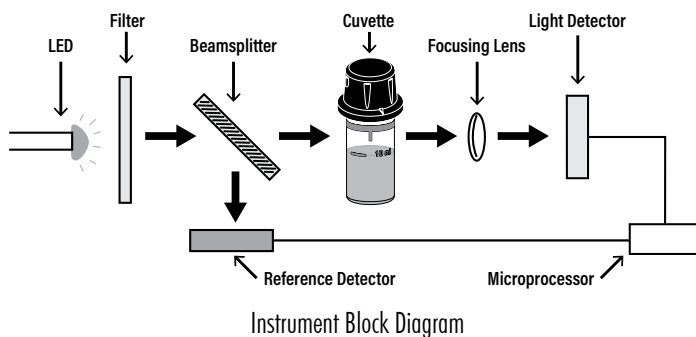 LED
Filter
Beamsplitter
Cuvette
Focusing Lens
Light Detector
10 ml
Reference Detector
Microprocessor
Instrument Block Diagram